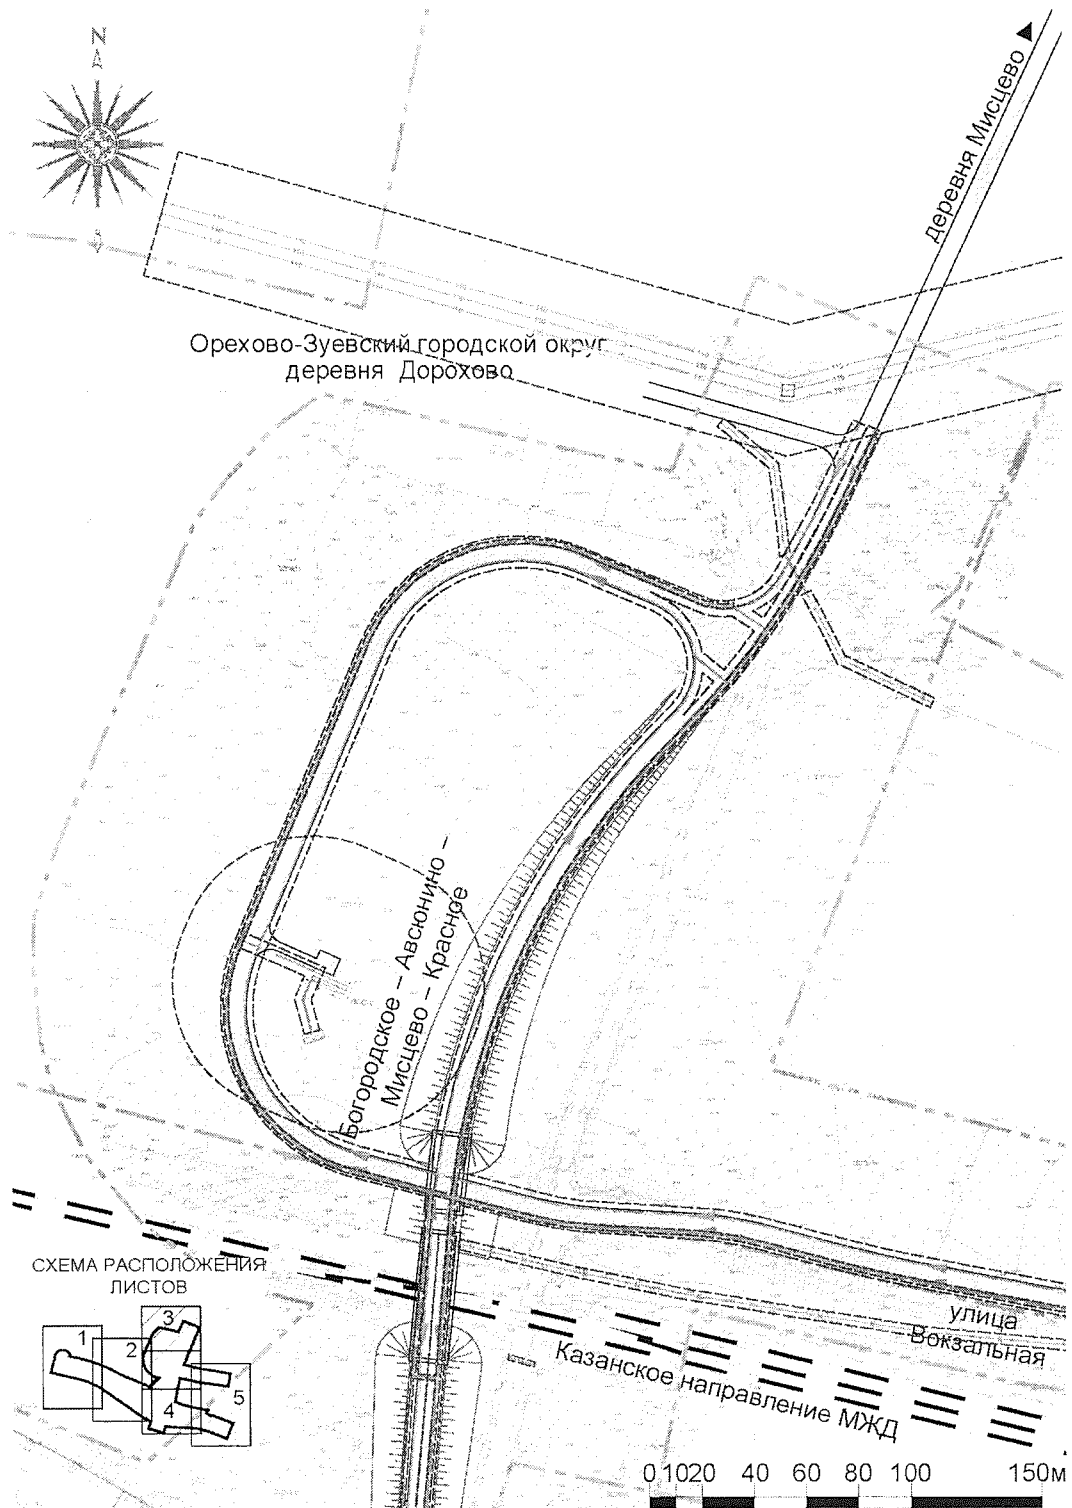 N
деревня Мисцево
Орехово-Зуевский городской округ
деревня Дорохово
Богородское – Авсюнино –
Мисцево – Красное
СХЕМА РАСПОЛОЖЕНИЯ
ЛИСТОВ
1
2
3
4
5
улица
Вокзальная
Казанское направление МЖД
0 10 20 40 60 80 100 150м